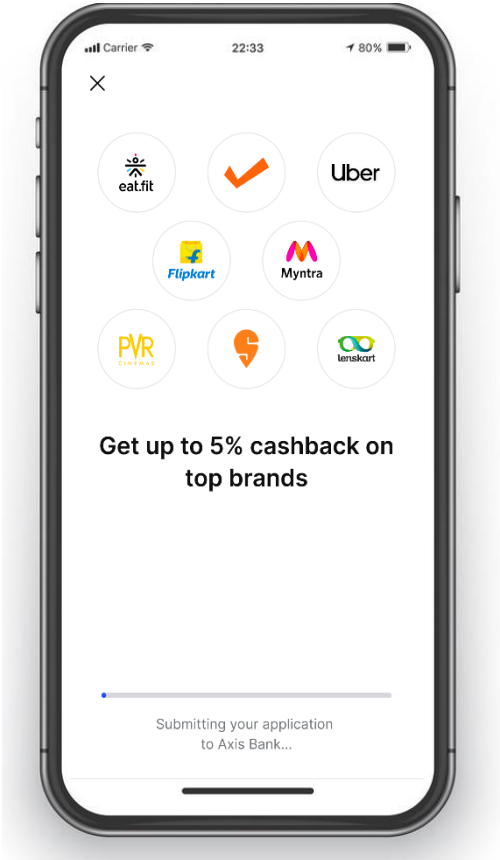 Carrier 22:33 80%
eat.fit Uber
Flipkart Myntra
PVR lenskart
CINEMAS
Get up to 5% cashback on
top brands
Submitting your application
to Axis Bank...